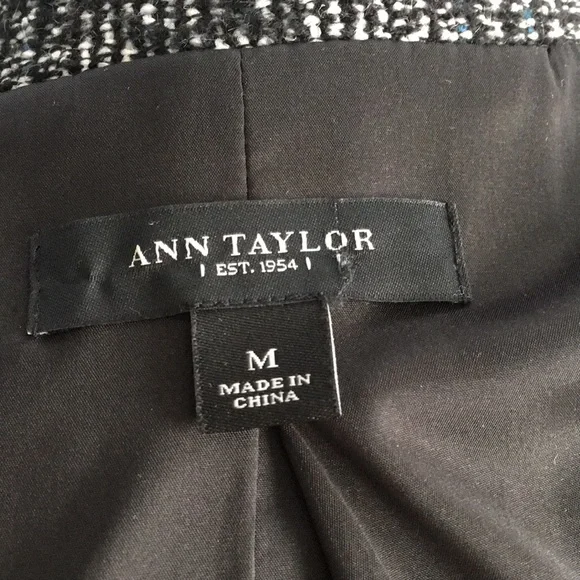 ANN TAYLOR
EST. 1954
M
MADE IN
CHINA